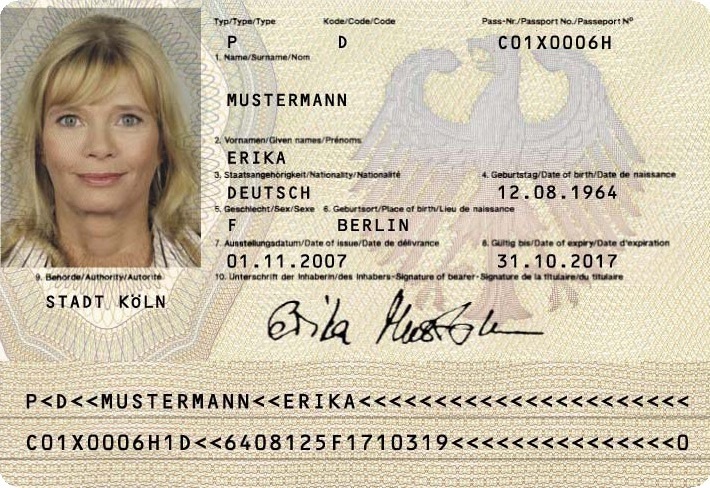 Typ/Type/Type Kode/Code/Code Pass-Nr./Passport No./Passeport Nº
P D C01X0006H
1. Name/Surname/Nom
MUSTERMANN
2. Vornamen/Given names/Prénoms
ERIKA
3. Staatsangehörigkeit/Nationality/Nationalité 4. Geburtstag/Date of birth/Date de naissance
DEUTSCH 12.08.1964
5. Geschlecht/Sex/Sexe 6. Geburtsort/Place of birth/Lieu de naissance
F BERLIN
7. Ausstellungsdatum/Date of issue/Date de délivrance 8. Gültig bis/Date of expiry/Date d'expiration
01.11.2007 31.10.2017
9. Behörde/Authority/Autorité 10. Unterschrift der Inhaberin/des Inhabers-Signature of bearer-Signature de la titulaire/du titulaire
STADT KÖLN
Erika Mustermann
P<D<<MUSTERMANN<<ERIKA<<<<<<<<<<<<<<<<<<<<<<
C01X0006H1D<<6408125F1710319<<<<<<<<<<<<<<<0